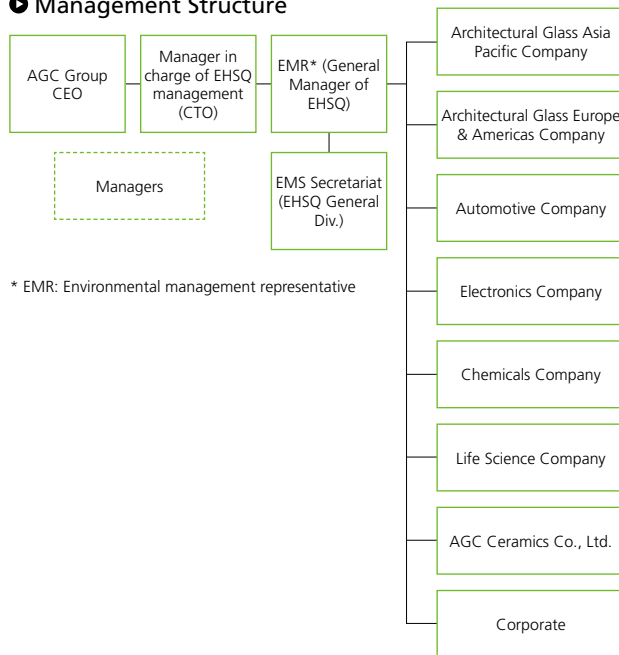 Management Structure
AGC Group
CEO
Manager in
charge of EHSQ
management
(CTO)
EMR* (General
Manager of
EHSQ)
Managers
EMS Secretariat
(EHSQ General
Div.)
* EMR: Environmental management representative
Architectural Glass Asia
Pacific Company
Architectural Glass Europe
& Americas Company
Automotive Company
Electronics Company
Chemicals Company
Life Science Company
AGC Ceramics Co., Ltd.
Corporate